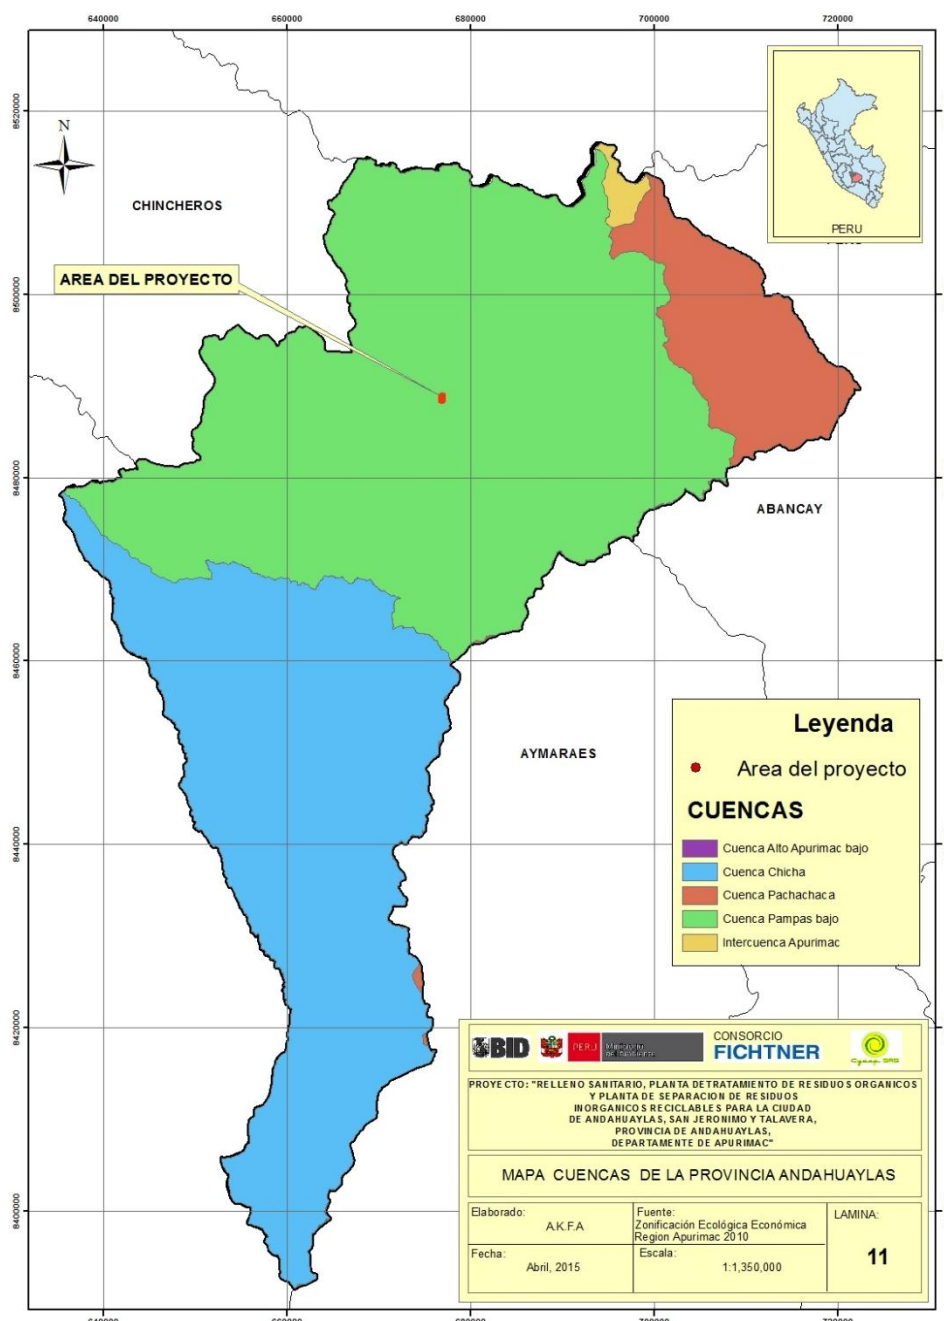 640000
660000
680000
700000
720000
8620000
N
CHINCHEROS
PERU
AREA DEL PROYECTO
8600000
8480000
ABANCAY
8460000
AYMARAES
Leyenda
Area del proyecto
CUENCAS
Cuenca Alto Apurimac bajo
Cuenca Chicha
Cuenca Pachachaca
Cuenca Pampas bajo
Intercuenca Apurimac
8440000
8420000
BID
PERU
CONSORCIO
FICHTNER
PROYECTO: "RELLENO SANITARIO, PLANTA DETRATAMIENTO DE RESIDUOS ORGANICOS
Y PLANTA DE SEPARACION DE RESIDUOS
INORGANICOS RECICLABLES PARA LA CIUDAD
DE ANDAHUAYLAS, SAN JERONIMO Y TALAVERA,
PROVINCIA DE ANDAHUAYLAS,
DEPARTAMENTE DE APURIMAC"
MAPA CUENCAS DE LA PROVINCIA ANDAHUAYLAS
8400000
Elaborado:
A.K.F.A
Fuente:
Zonificación Ecológica Económica
Region Apurimac 2010
LAMINA:
11
Fecha:
Abril, 2015
Escala:
1:1,350,000